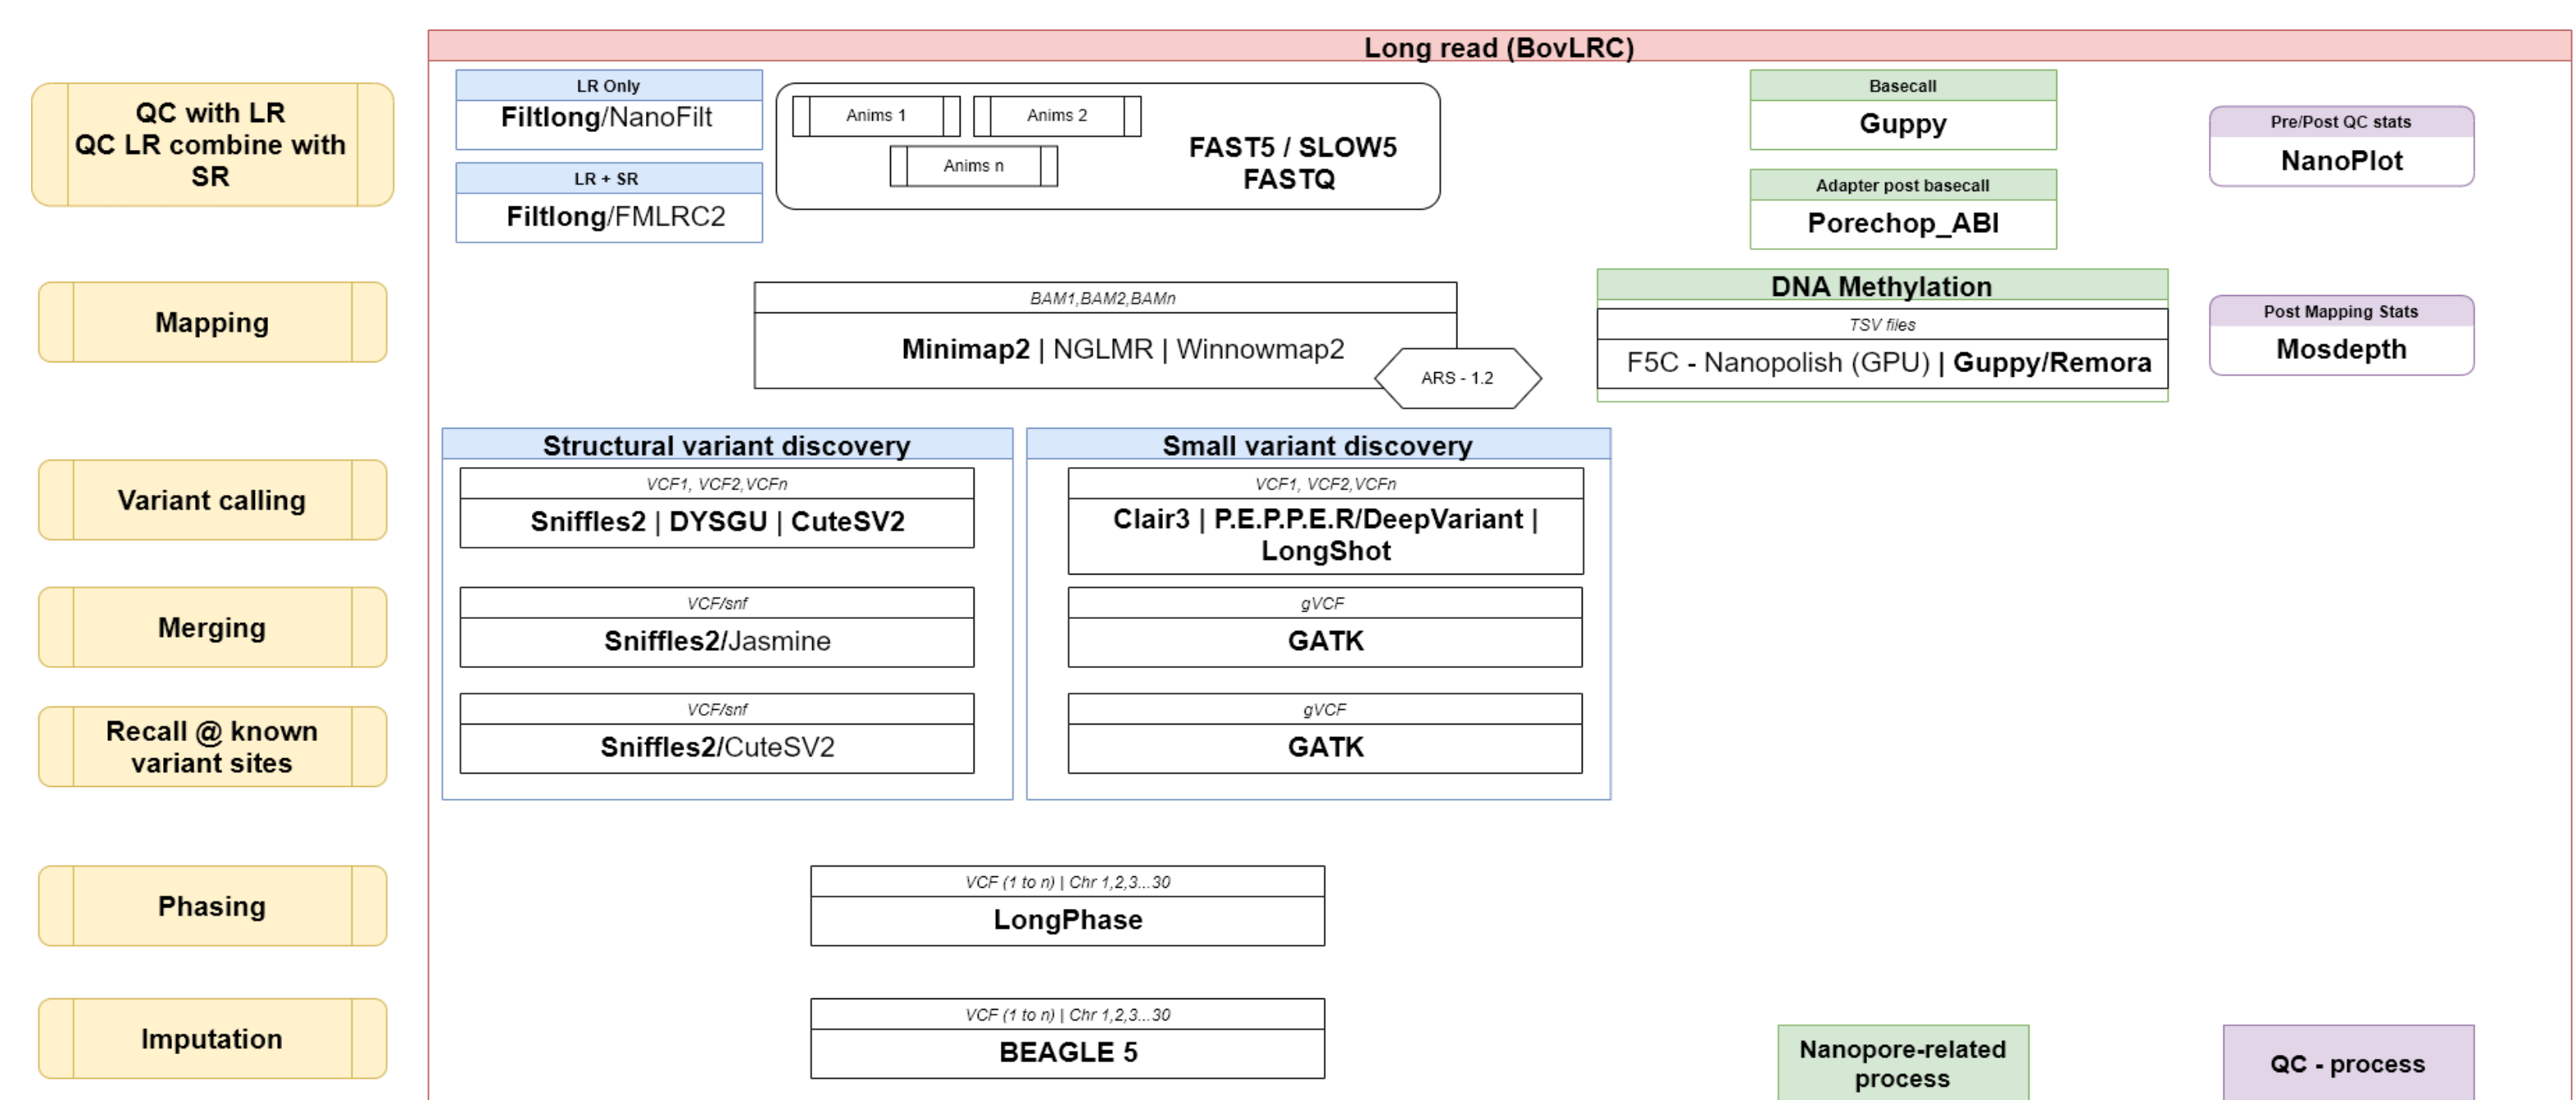 Long read (BovLRC)
QC with LR
QC LR combine with
SR
LR Only
Filtlong/NanoFilt
LR + SR
Filtlong/FMLRC2
Anims 1
Anims 2
Anims n
FAST5 / SLOW5
FASTQ
Basecall
Guppy
Adapter post basecall
Porechop_ABI
Pre/Post QC stats
NanoPlot
Mapping
BAM1,BAM2,BAMn
Minimap2 | NGLMR | Winnowmap2
ARS - 1.2
DNA Methylation
TSV files
F5C - Nanopolish (GPU) | Guppy/Remora
Post Mapping Stats
Mosdepth
Structural variant discovery
Small variant discovery
Variant calling
VCF1, VCF2,VCFn
Sniffles2 | DYSGU | CuteSV2
VCF1, VCF2,VCFn
Clair3 | P.E.P.P.E.R/DeepVariant |
LongShot
Merging
VCF/snf
Sniffles2/Jasmine
gVCF
GATK
Recall @ known
variant sites
VCF/snf
Sniffles2/CuteSV2
gVCF
GATK
Phasing
VCF (1 to n) | Chr 1,2,3...30
LongPhase
Imputation
VCF (1 to n) | Chr 1,2,3...30
BEAGLE 5
Nanopore-related
process
QC - process